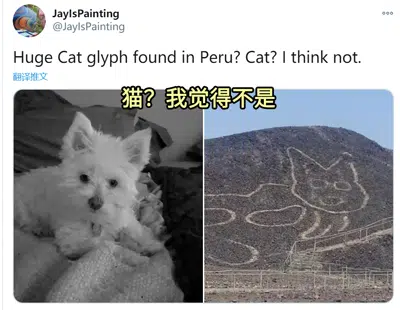 JayIsPainting
@JayIsPainting
Huge Cat glyph found in Peru? Cat? I think not.
翻译推文
猫？我觉得不是